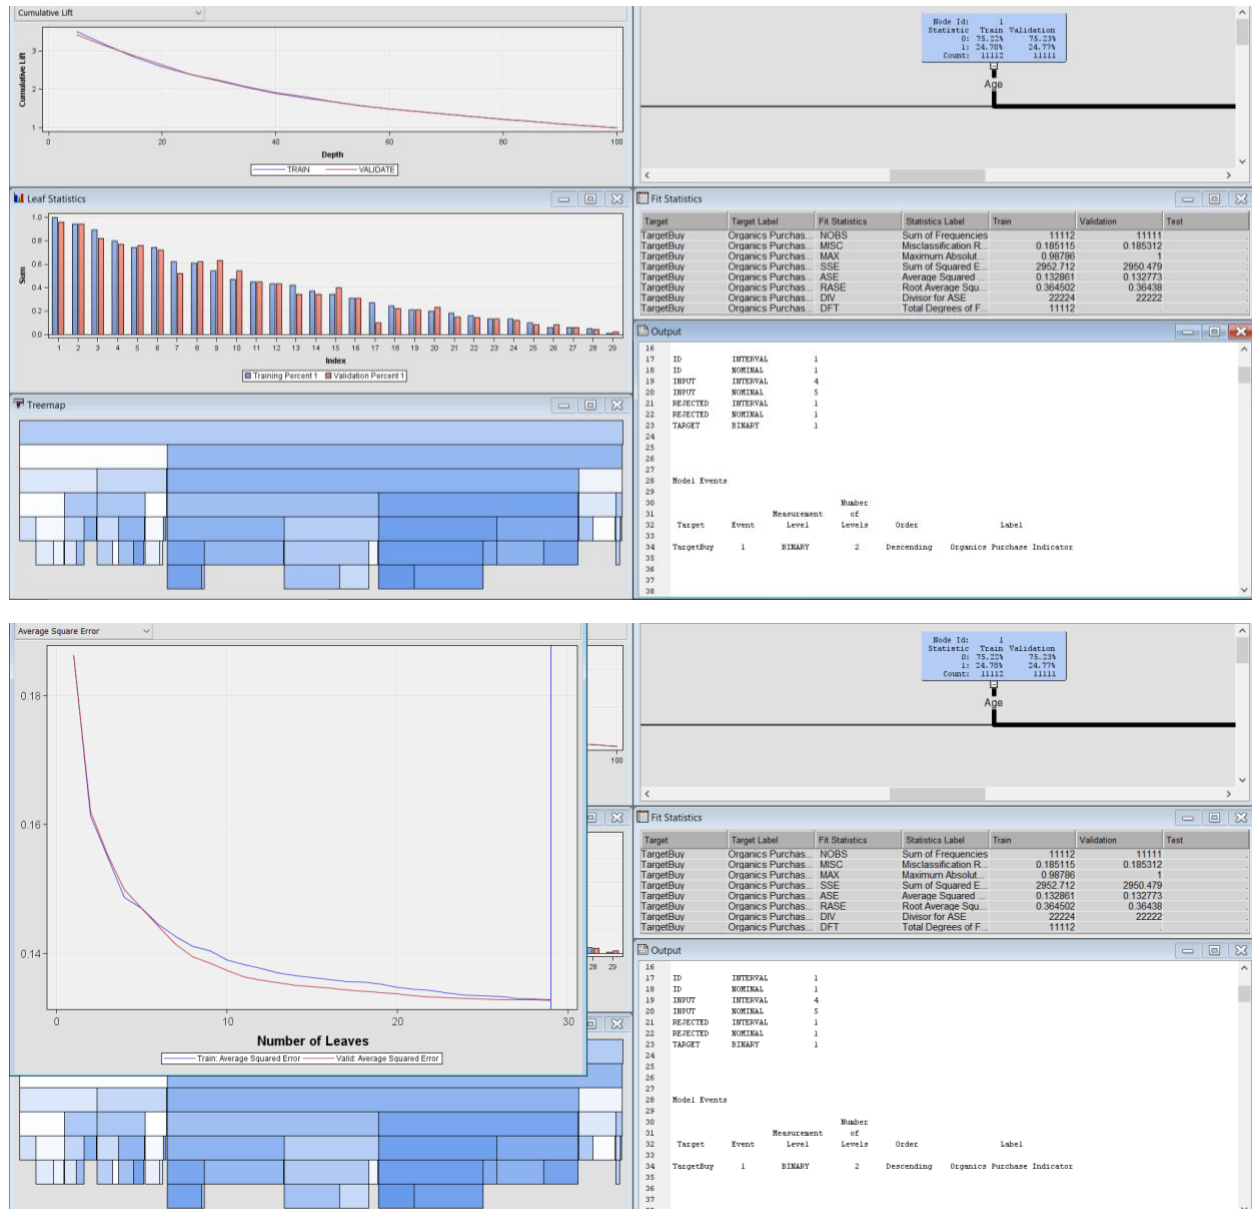 Cumulative Lift
Cumulative Lift
3
2
1
0 20 40 60 80 100
Depth
TRAIN VALIDATE
Node Id: 1
Statistic Train Validation
0: 75.22% 75.23%
1: 24.78% 24.77%
Count: 11112 11111
Age
Leaf Statistics
Sum
1.0
0.8
0.6
0.4
0.2
0.0
1 2 3 4 5 6 7 8 9 10 11 12 13 14 15 16 17 18 19 20 21 22 23 24 25 26 27 28 29
Index
Training Percent 1 Validation Percent 1
Fit Statistics
Target Target Label Fit Statistics Statistics Label Train Validation Test
TargetBuy Organics Purchas... NOBS Sum of Frequencies 11112 11111 .
TargetBuy Organics Purchas... MISC Misclassification R... 0.185115 0.185312 .
TargetBuy Organics Purchas... MAX Maximum Absolut... 0.98786 1 .
TargetBuy Organics Purchas... SSE Sum of Squared E... 2952.712 2950.479 .
TargetBuy Organics Purchas... ASE Average Squared ... 0.132861 0.132773 .
TargetBuy Organics Purchas... RASE Root Average Squ... 0.364502 0.36438 .
TargetBuy Organics Purchas... DIV Divisor for ASE 22224 22222 .
TargetBuy Organics Purchas... DFT Total Degrees of F... 11112 . .
Treemap
Output
16
17 ID INTERVAL 1
18 ID NOMINAL 1
19 INPUT INTERVAL 4
20 INPUT NOMINAL 5
21 REJECTED INTERVAL 1
22 REJECTED NOMINAL 1
23 TARGET BINARY 1
24
25
26
27
28 Model Events
29
30 Number
31 Measurement of
32 Target Event Level Levels Order Label
33
34 TargetBuy 1 BINARY 2 Descending Organics Purchase Indicator
35
36
37
38
Average Square Error
0.18
0.16
0.14
0 10 20 30
Number of Leaves
Train: Average Squared Error Valid: Average Squared Error
100
28 29
Node Id: 1
Statistic Train Validation
0: 75.22% 75.23%
1: 24.78% 24.77%
Count: 11112 11111
Age
Fit Statistics
Target Target Label Fit Statistics Statistics Label Train Validation Test
TargetBuy Organics Purchas... NOBS Sum of Frequencies 11112 11111 .
TargetBuy Organics Purchas... MISC Misclassification R... 0.185115 0.185312 .
TargetBuy Organics Purchas... MAX Maximum Absolut... 0.98786 1 .
TargetBuy Organics Purchas... SSE Sum of Squared E... 2952.712 2950.479 .
TargetBuy Organics Purchas... ASE Average Squared ... 0.132861 0.132773 .
TargetBuy Organics Purchas... RASE Root Average Squ... 0.364502 0.36438 .
TargetBuy Organics Purchas... DIV Divisor for ASE 22224 22222 .
TargetBuy Organics Purchas... DFT Total Degrees of F... 11112 . .
Output
16
17 ID INTERVAL 1
18 ID NOMINAL 1
19 INPUT INTERVAL 4
20 INPUT NOMINAL 5
21 REJECTED INTERVAL 1
22 REJECTED NOMINAL 1
23 TARGET BINARY 1
24
25
26
27
28 Model Events
29
30 Number
31 Measurement of
32 Target Event Level Levels Order Label
33
34 TargetBuy 1 BINARY 2 Descending Organics Purchase Indicator
35
36
37